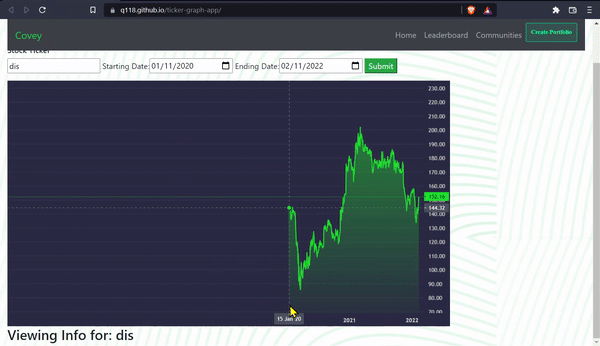 q118.github.io/ticker-graph-app/
Covey
Home Leaderboard Communities Create Portfolio
Stock Ticker
dis Starting Date: 01/11/2020 Ending Date: 02/11/2022 Submit
230.00
220.00
210.00
200.00
190.00
180.00
170.00
160.00
152.16
144.32
140.00
130.00
120.00
110.00
100.00
90.00
80.00
70.00
15 Jan '20 2021 2022
Viewing Info for: dis